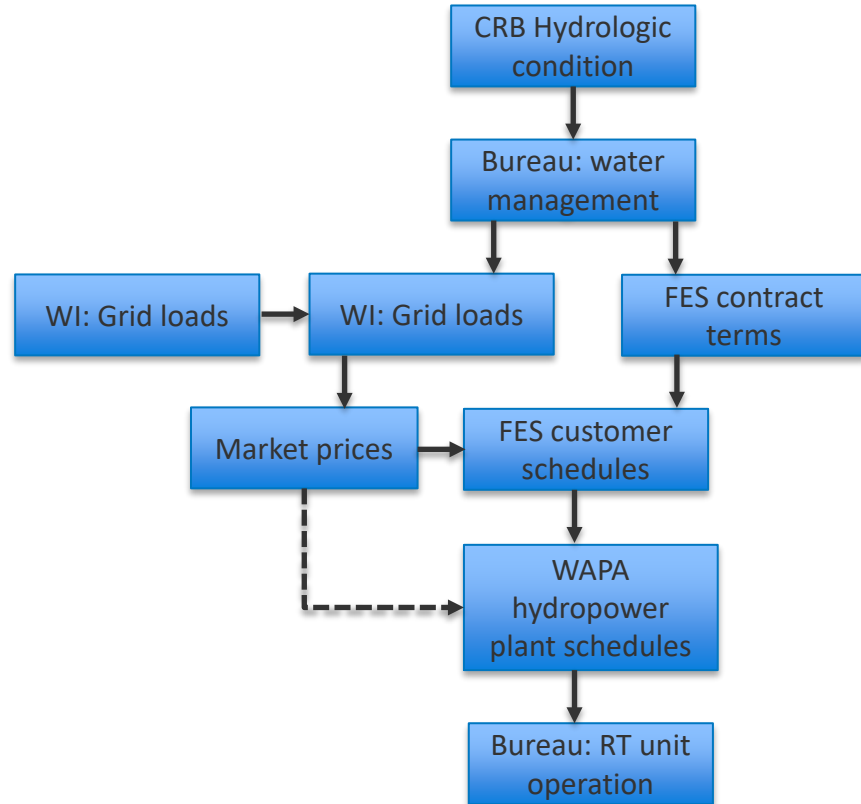 CRB Hydrologic
condition
Bureau: water
management
WI: Grid loads
WI: Grid loads
FES contract
terms
Market prices
FES customer
schedules
WAPA
hydropower
plant schedules
Bureau: RT unit
operation